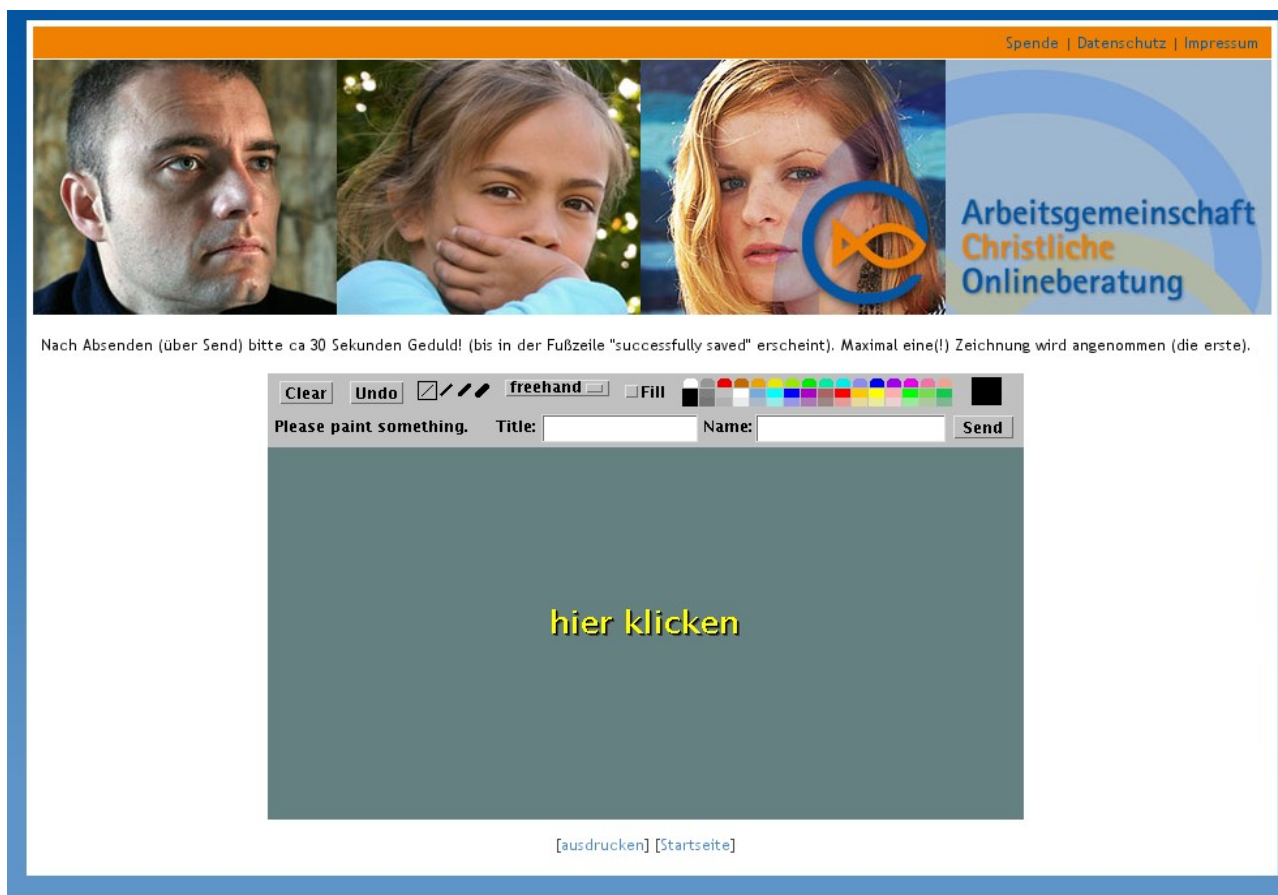 Spende | Datenschutz | Impressum
Arbeitsgemeinschaft
Christliche
Onlineberatung
Nach Absenden (über Send) bitte ca 30 Sekunden Geduld! (bis in der Fußzeile "successfully saved" erscheint). Maximal eine(!) Zeichnung wird angenommen (die erste).
Clear Undo freehand Fill
Please paint something. Title: Name: Send
hier klicken
[ausdrucken] [Startseite]